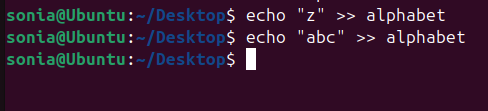 sonia@Ubuntu:~/Desktop$ echo "z" >> alphabet
sonia@Ubuntu:~/Desktop$ echo "abc" >> alphabet
sonia@Ubuntu:~/Desktop$